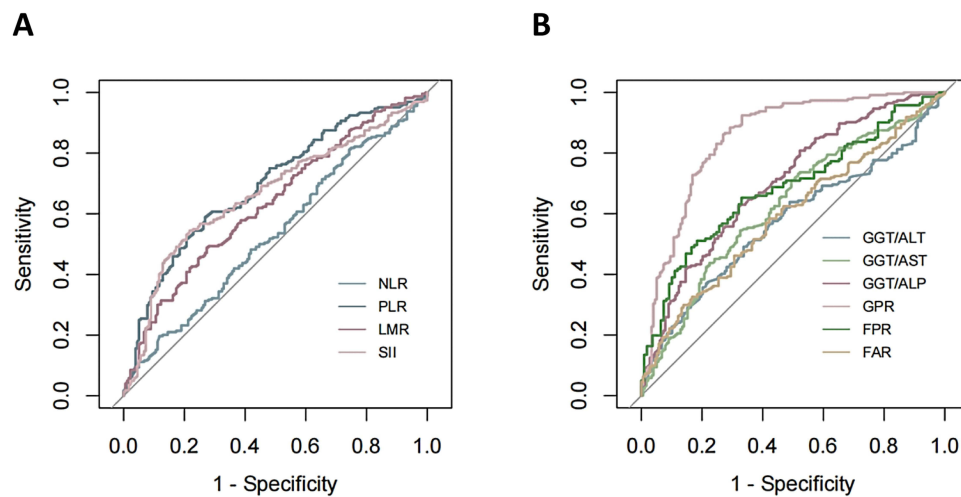 A
B
1.0
0.8
0.6
0.4
0.2
0.0
Sensitivity
NLR
PLR
LMR
SII
0.0 0.2 0.4 0.6 0.8 1.0
1 - Specificity
1.0
0.8
0.6
0.4
0.2
0.0
Sensitivity
GGT/ALT
GGT/AST
GGT/ALP
GPR
FPR
FAR
0.0 0.2 0.4 0.6 0.8 1.0
1 - Specificity